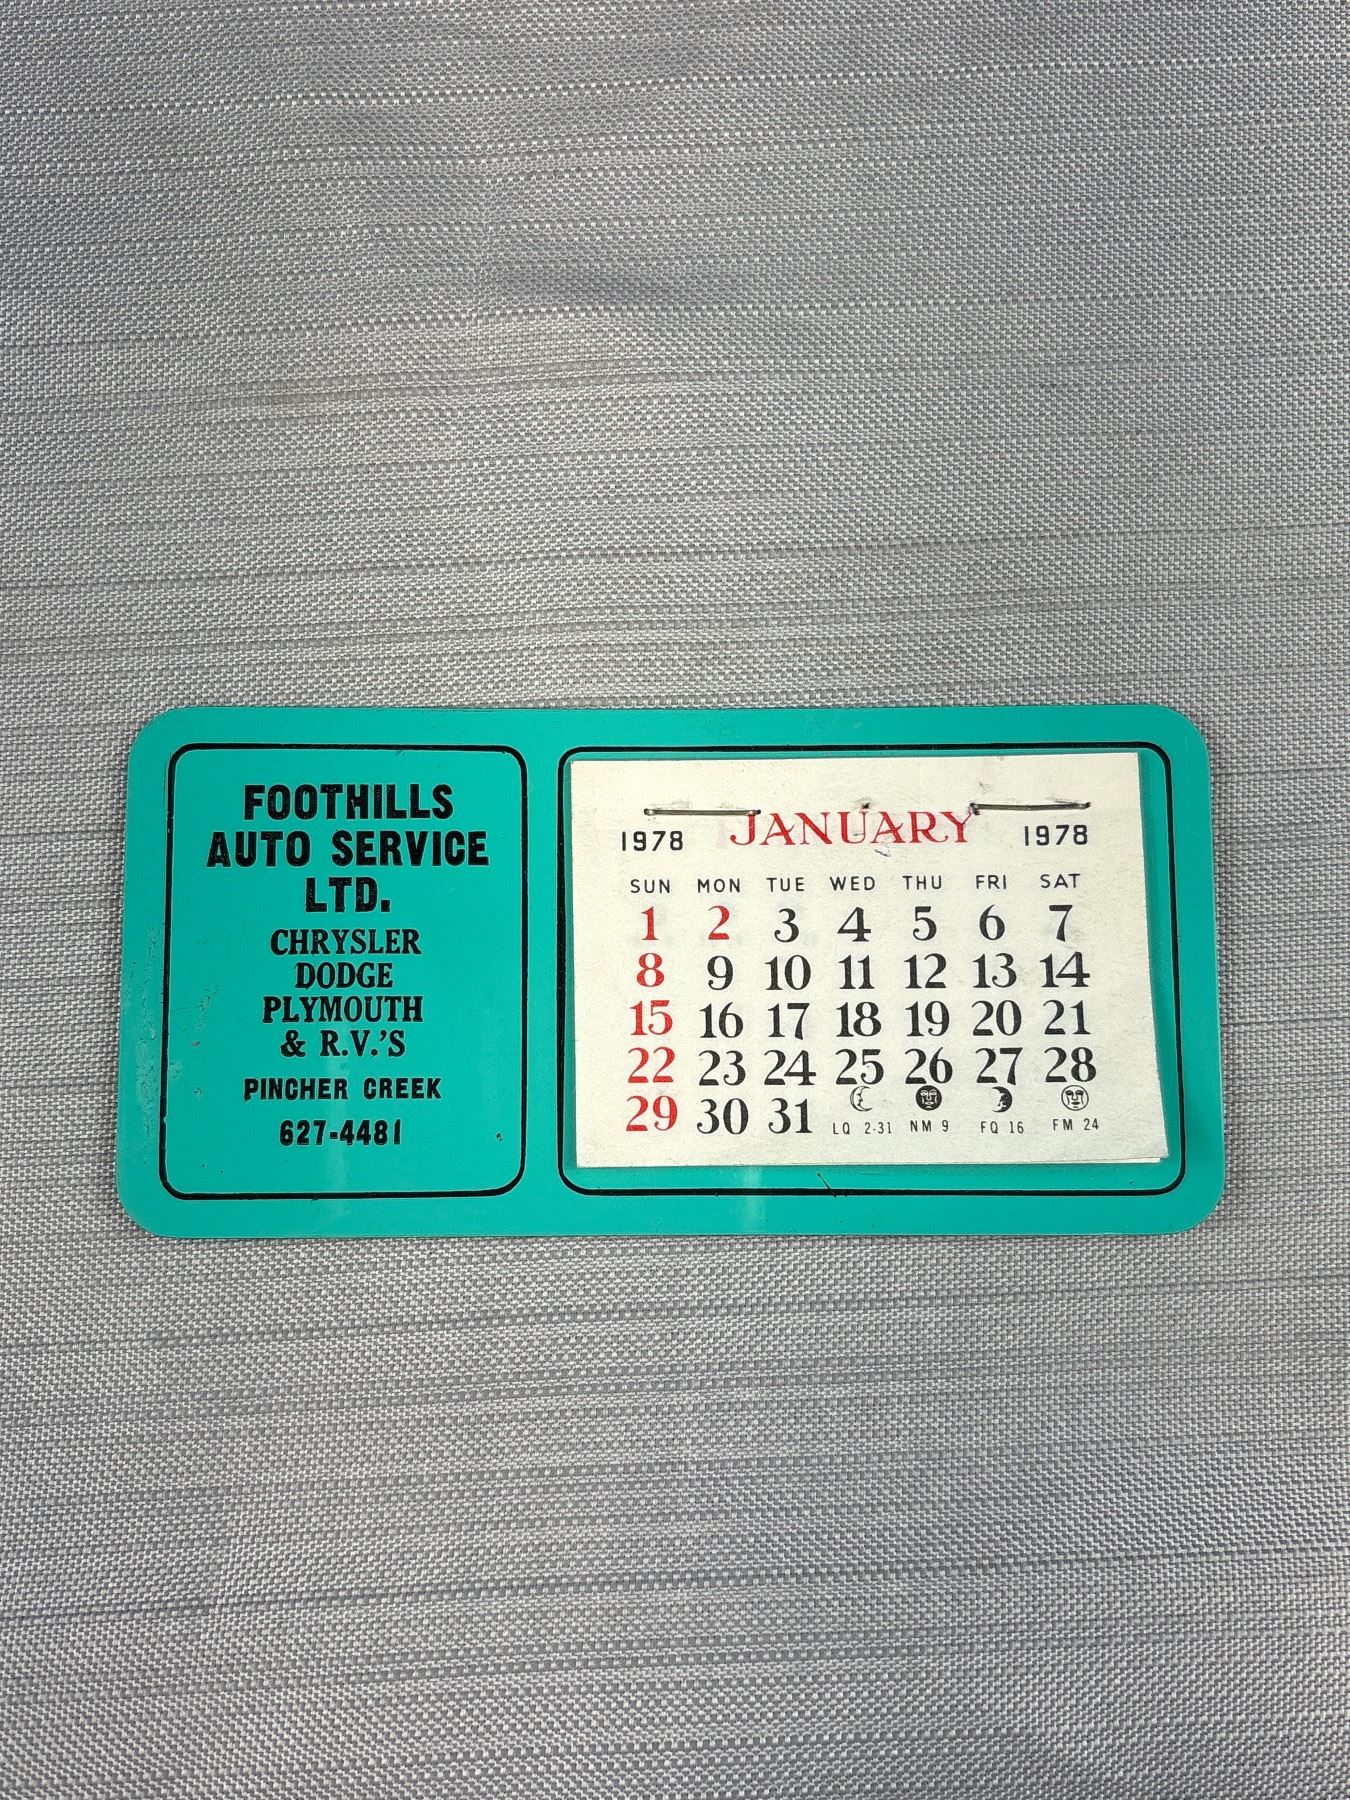 FOOTHILLS
AUTO SERVICE
LTD.
CHRYSLER
DODGE
PLYMOUTH
& R.V.'S
PINCHER CREEK
627-4481
1978 JANUARY 1978
SUN MON TUE WED THU FRI SAT
1 2 3 4 5 6 7
8 9 10 11 12 13 14
15 16 17 18 19 20 21
22 23 24 25 26 27 28
29 30 31 LQ 2-31 NM 9 FQ 16 FM 24